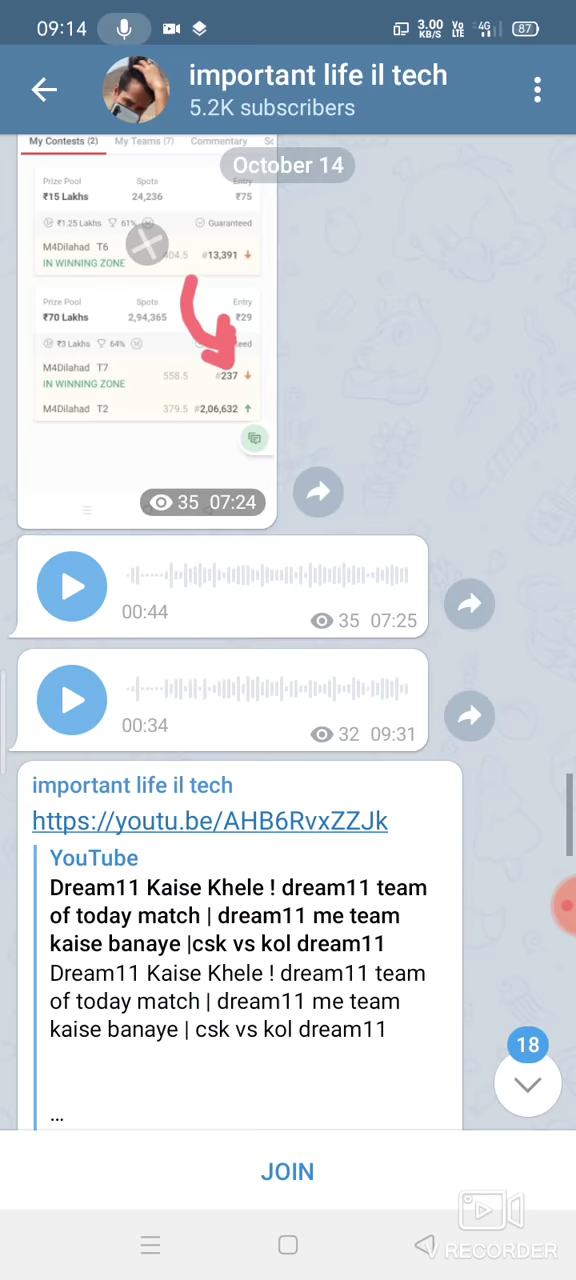 09:14
3.00 KB/S
Vo LTE
4G
87
important life il tech
5.2K subscribers
My Contests (2) My Teams (7) Commentary Sc
October 14
Prize Pool Spots Entry
₹15 Lakhs 24,236 ₹75
₹1.25 Lakhs 61% M Guaranteed
M4Dilahad T6 404.5 #13,391
IN WINNING ZONE
Prize Pool Spots Entry
₹70 Lakhs 2,94,365 ₹29
₹3 Lakhs 64% M eed
M4Dilahad T7 558.5 #237
IN WINNING ZONE
M4Dilahad T2 379.5 #2,06,632
35 07:24
00:44 35 07:25
00:34 32 09:31
important life il tech
https://youtu.be/AHB6RvxZZJk
YouTube
Dream11 Kaise Khele ! dream11 team
of today match | dream11 me team
kaise banaye |csk vs kol dream11
Dream11 Kaise Khele ! dream11 team
of today match | dream11 me team
kaise banaye | csk vs kol dream11
...
18
JOIN
V RECORDER